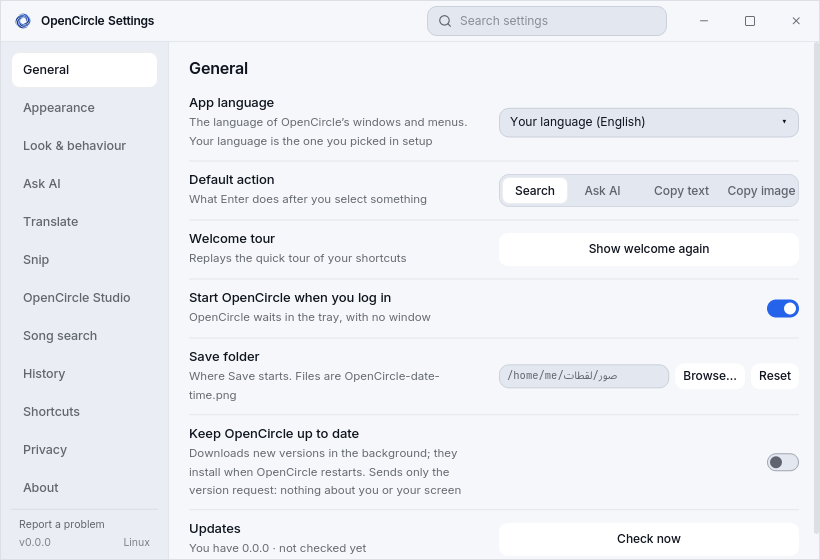 OpenCircle Settings
Search settings
General
Appearance
Look & behaviour
Ask AI
Translate
Snip
OpenCircle Studio
Song search
History
Shortcuts
Privacy
About
Report a problem
v0.0.0
Linux
General
App language
The language of OpenCircle's windows and menus.
Your language is the one you picked in setup
Your language (English)
Default action
What Enter does after you select something
Search
Ask AI
Copy text
Copy image
Welcome tour
Replays the quick tour of your shortcuts
Show welcome again
Start OpenCircle when you log in
OpenCircle waits in the tray, with no window
Save folder
Where Save starts. Files are OpenCircle-date-
time.png
/home/me/صور/لقطات
Browse...
Reset
Keep OpenCircle up to date
Downloads new versions in the background; they
install when OpenCircle restarts. Sends only the
version request: nothing about you or your screen
Updates
You have 0.0.0 · not checked yet
Check now